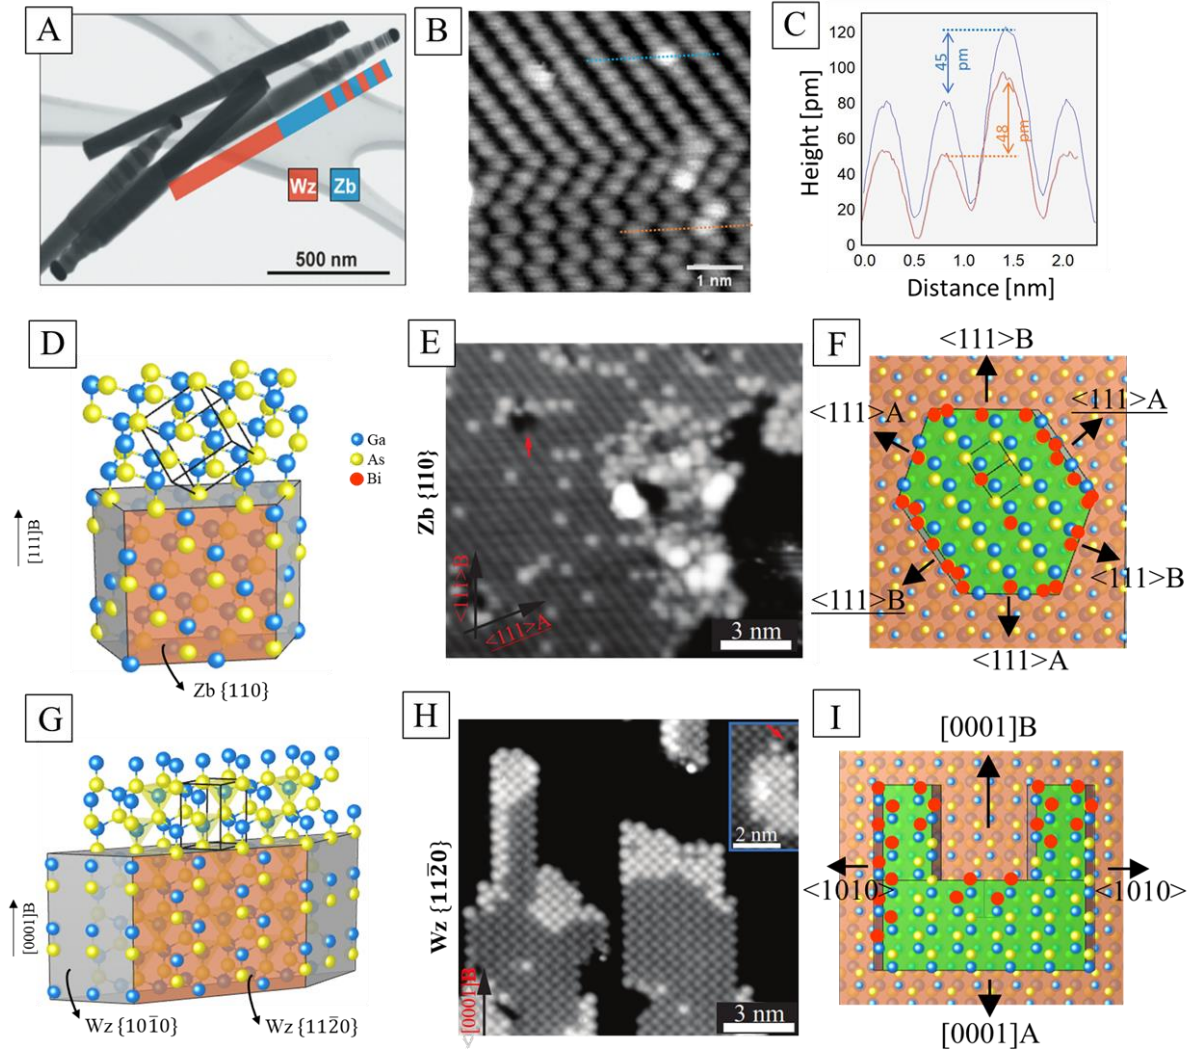 A
Wz
Zb
500 nm
B
1 nm
C
Height [pm]
120
100
80
60
40
20
0
45
pm
48
pm
0.0
0.5
1.0
1.5
2.0
Distance [nm]
D
Ga
As
Bi
[111]B
Zb {110}
E
Zb {110}
<111>B
<111>A
3 nm
F
<111>B
<111>A
<111>A
<111>B
<111>B
<111>A
G
[0001]B
Wz {101̅0}
Wz {112̅0}
H
Wz {112̅0}
[0001]B
2 nm
3 nm
I
[0001]B
<1010>
<1010>
[0001]A